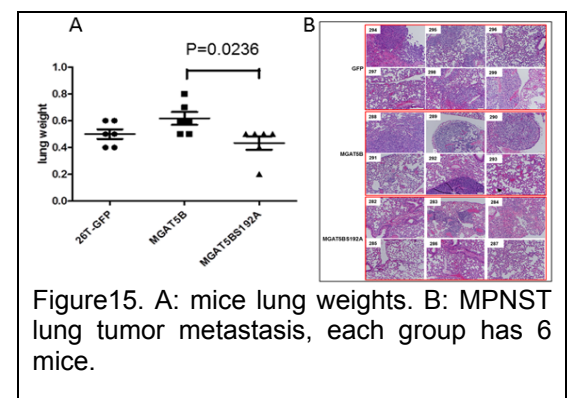 A
B
P=0.0236
lung weight
1.0
0.8
0.6
0.4
0.2
0.0
26T-GFP
MGAT5B
MGAT5BS192A
GFP
294
295
296
297
298
299
MGAT5B
288
289
290
291
292
293
MGAT5BS192A
282
283
284
285
286
287
Figure15. A: mice lung weights. B: MPNST
lung tumor metastasis, each group has 6
mice.